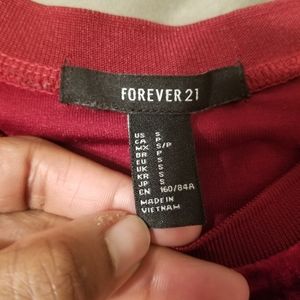 FOREVER 21
US S
CA P
MX S/P
BR P
EU S
UK S
KR S
JP S
CN 160/84A
MADE IN
VIETNAM